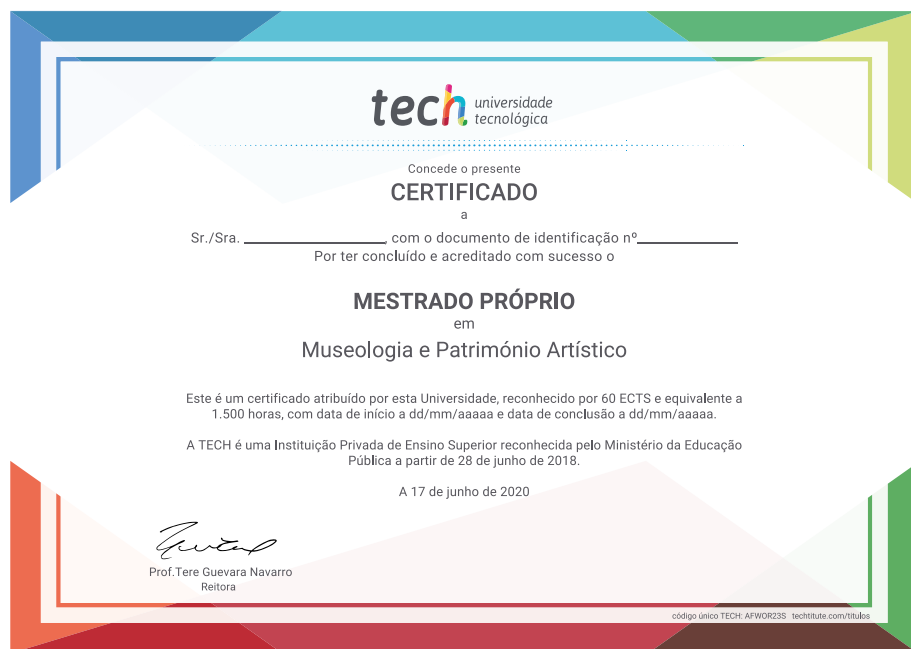 tech universidade
tecnológica
Concede o presente
CERTIFICADO
a
Sr./Sra. ____________________, com o documento de identificação nº______________
Por ter concluído e acreditado com sucesso o
MESTRADO PRÓPRIO
em
Museologia e Património Artístico
Este é um certificado atribuído por esta Universidade, reconhecido por 60 ECTS e equivalente a
1.500 horas, com data de início a dd/mm/aaaaa e data de conclusão a dd/mm/aaaaa.
A TECH é uma Instituição Privada de Ensino Superior reconhecida pelo Ministério da Educação
Pública a partir de 28 de junho de 2018.
A 17 de junho de 2020
Prof.Tere Guevara Navarro
Reitora
código único TECH: AFWOR23S techtitute.com/titulos